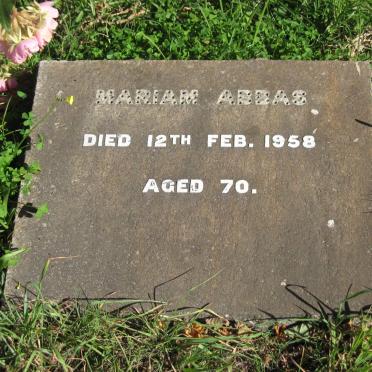 MARIAM ABBAS
DIED 12TH FEB. 1958
AGED 70.